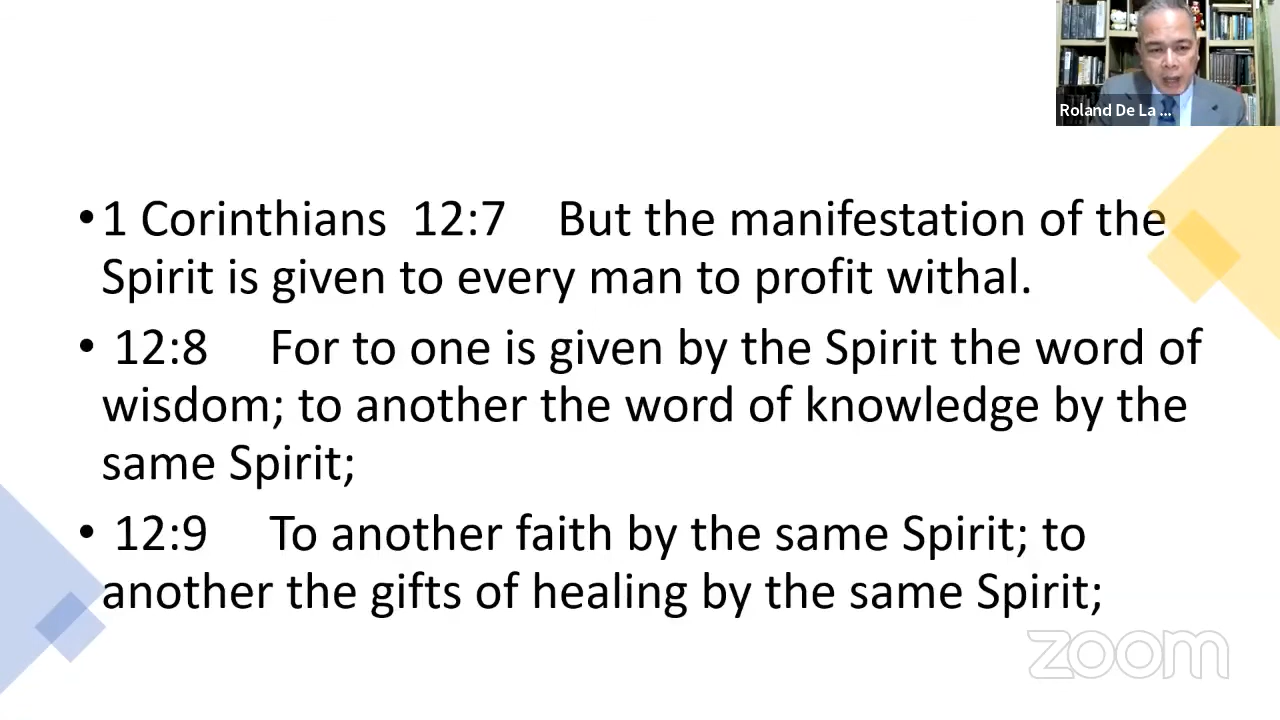 Roland De La ...
• 1 Corinthians 12:7 But the manifestation of the
Spirit is given to every man to profit withal.
• 12:8 For to one is given by the Spirit the word of
wisdom; to another the word of knowledge by the
same Spirit;
• 12:9 To another faith by the same Spirit; to
another the gifts of healing by the same Spirit;
zoom